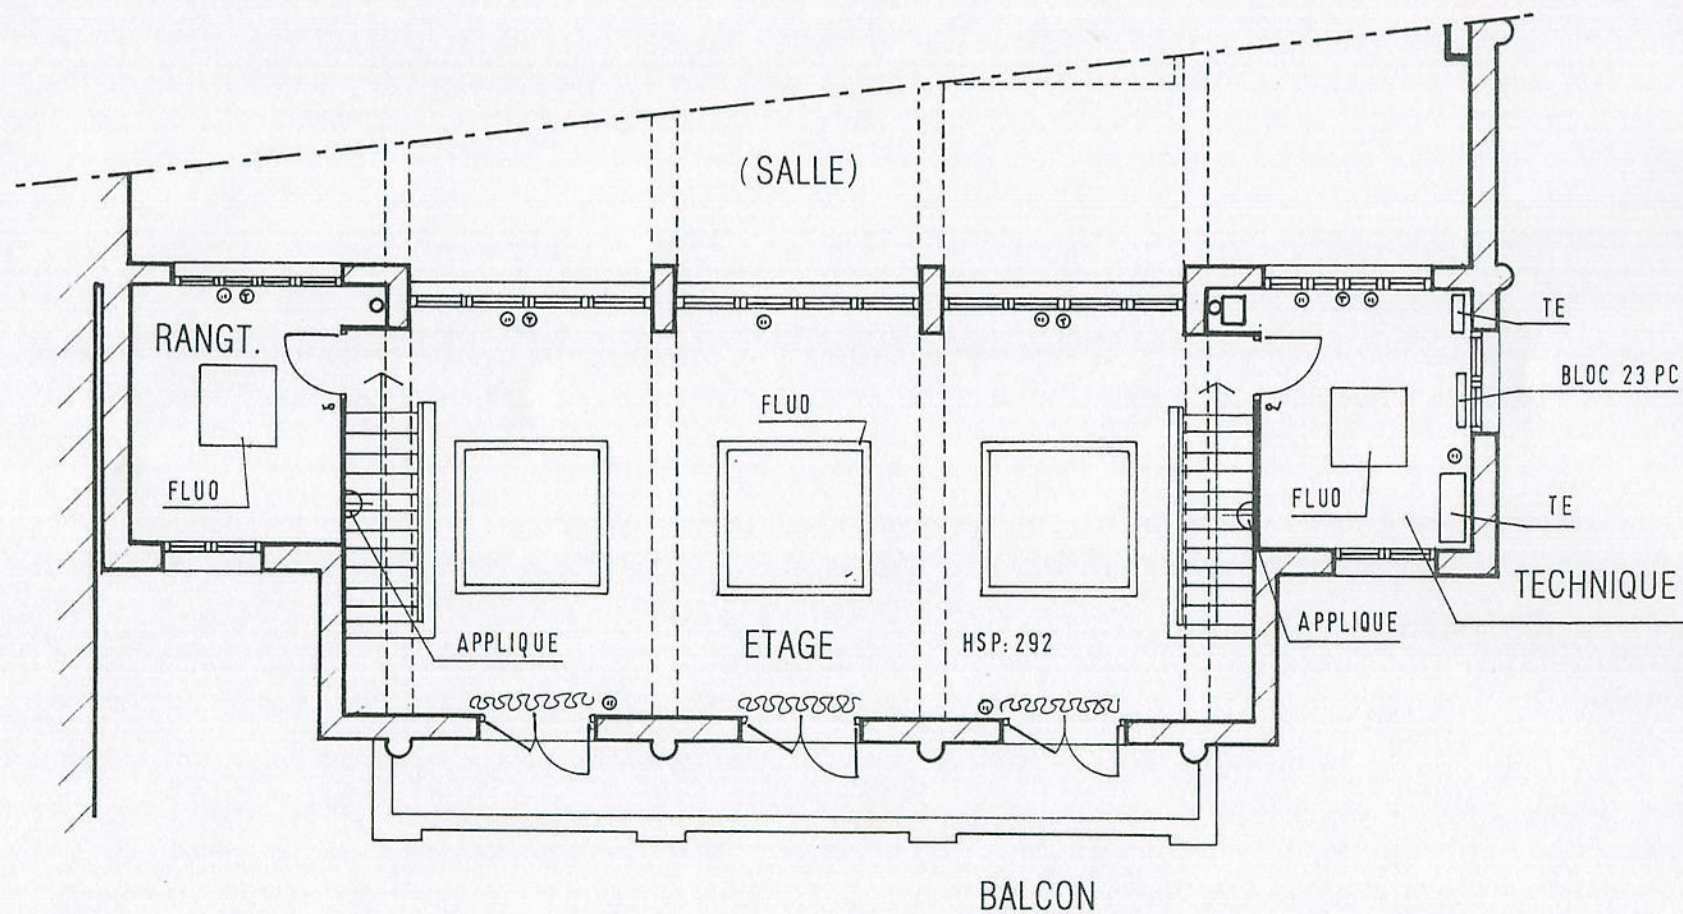 (SALLE)
RANGT.
TE
BLOC 23 PC
FLUO
FLUO
FLUO
TE
TECHNIQUE
APPLIQUE
APPLIQUE
ETAGE
HSP: 292
BALCON